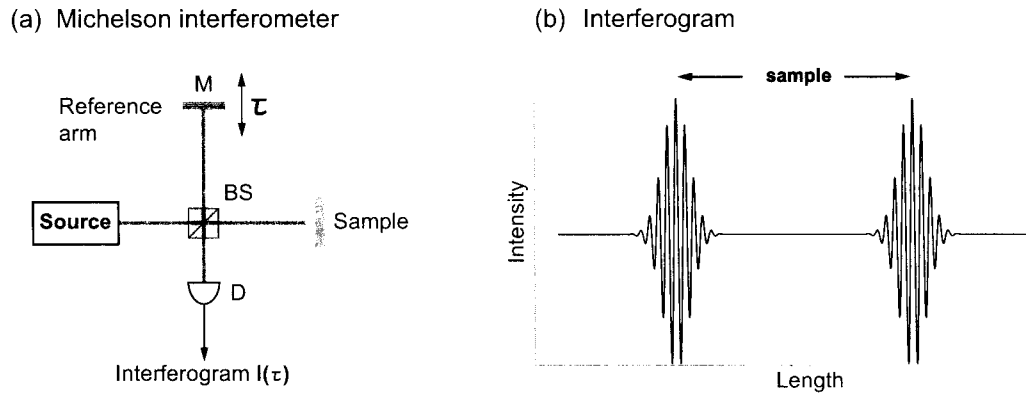 (a) Michelson interferometer
M
Reference
arm
τ
BS
Source
Sample
D
Interferogram I(τ)
(b) Interferogram
sample
Intensity
Length